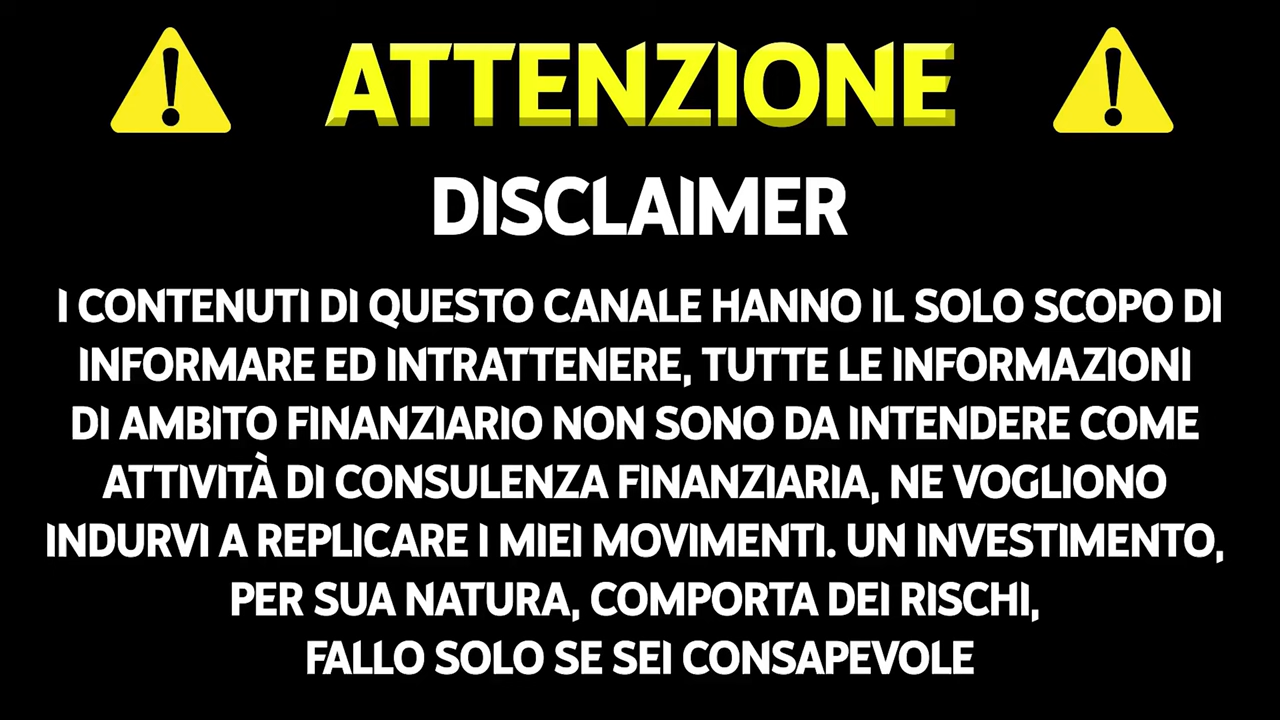 ATTENZIONE
DISCLAIMER
I CONTENUTI DI QUESTO CANALE HANNO IL SOLO SCOPO DI
INFORMARE ED INTRATTENERE, TUTTE LE INFORMAZIONI
DI AMBITO FINANZIARIO NON SONO DA INTENDERE COME
ATTIVITÀ DI CONSULENZA FINANZIARIA, NE VOGLIONO
INDURVI A REPLICARE I MIEI MOVIMENTI. UN INVESTIMENTO,
PER SUA NATURA, COMPORTA DEI RISCHI,
FALLO SOLO SE SEI CONSAPEVOLE